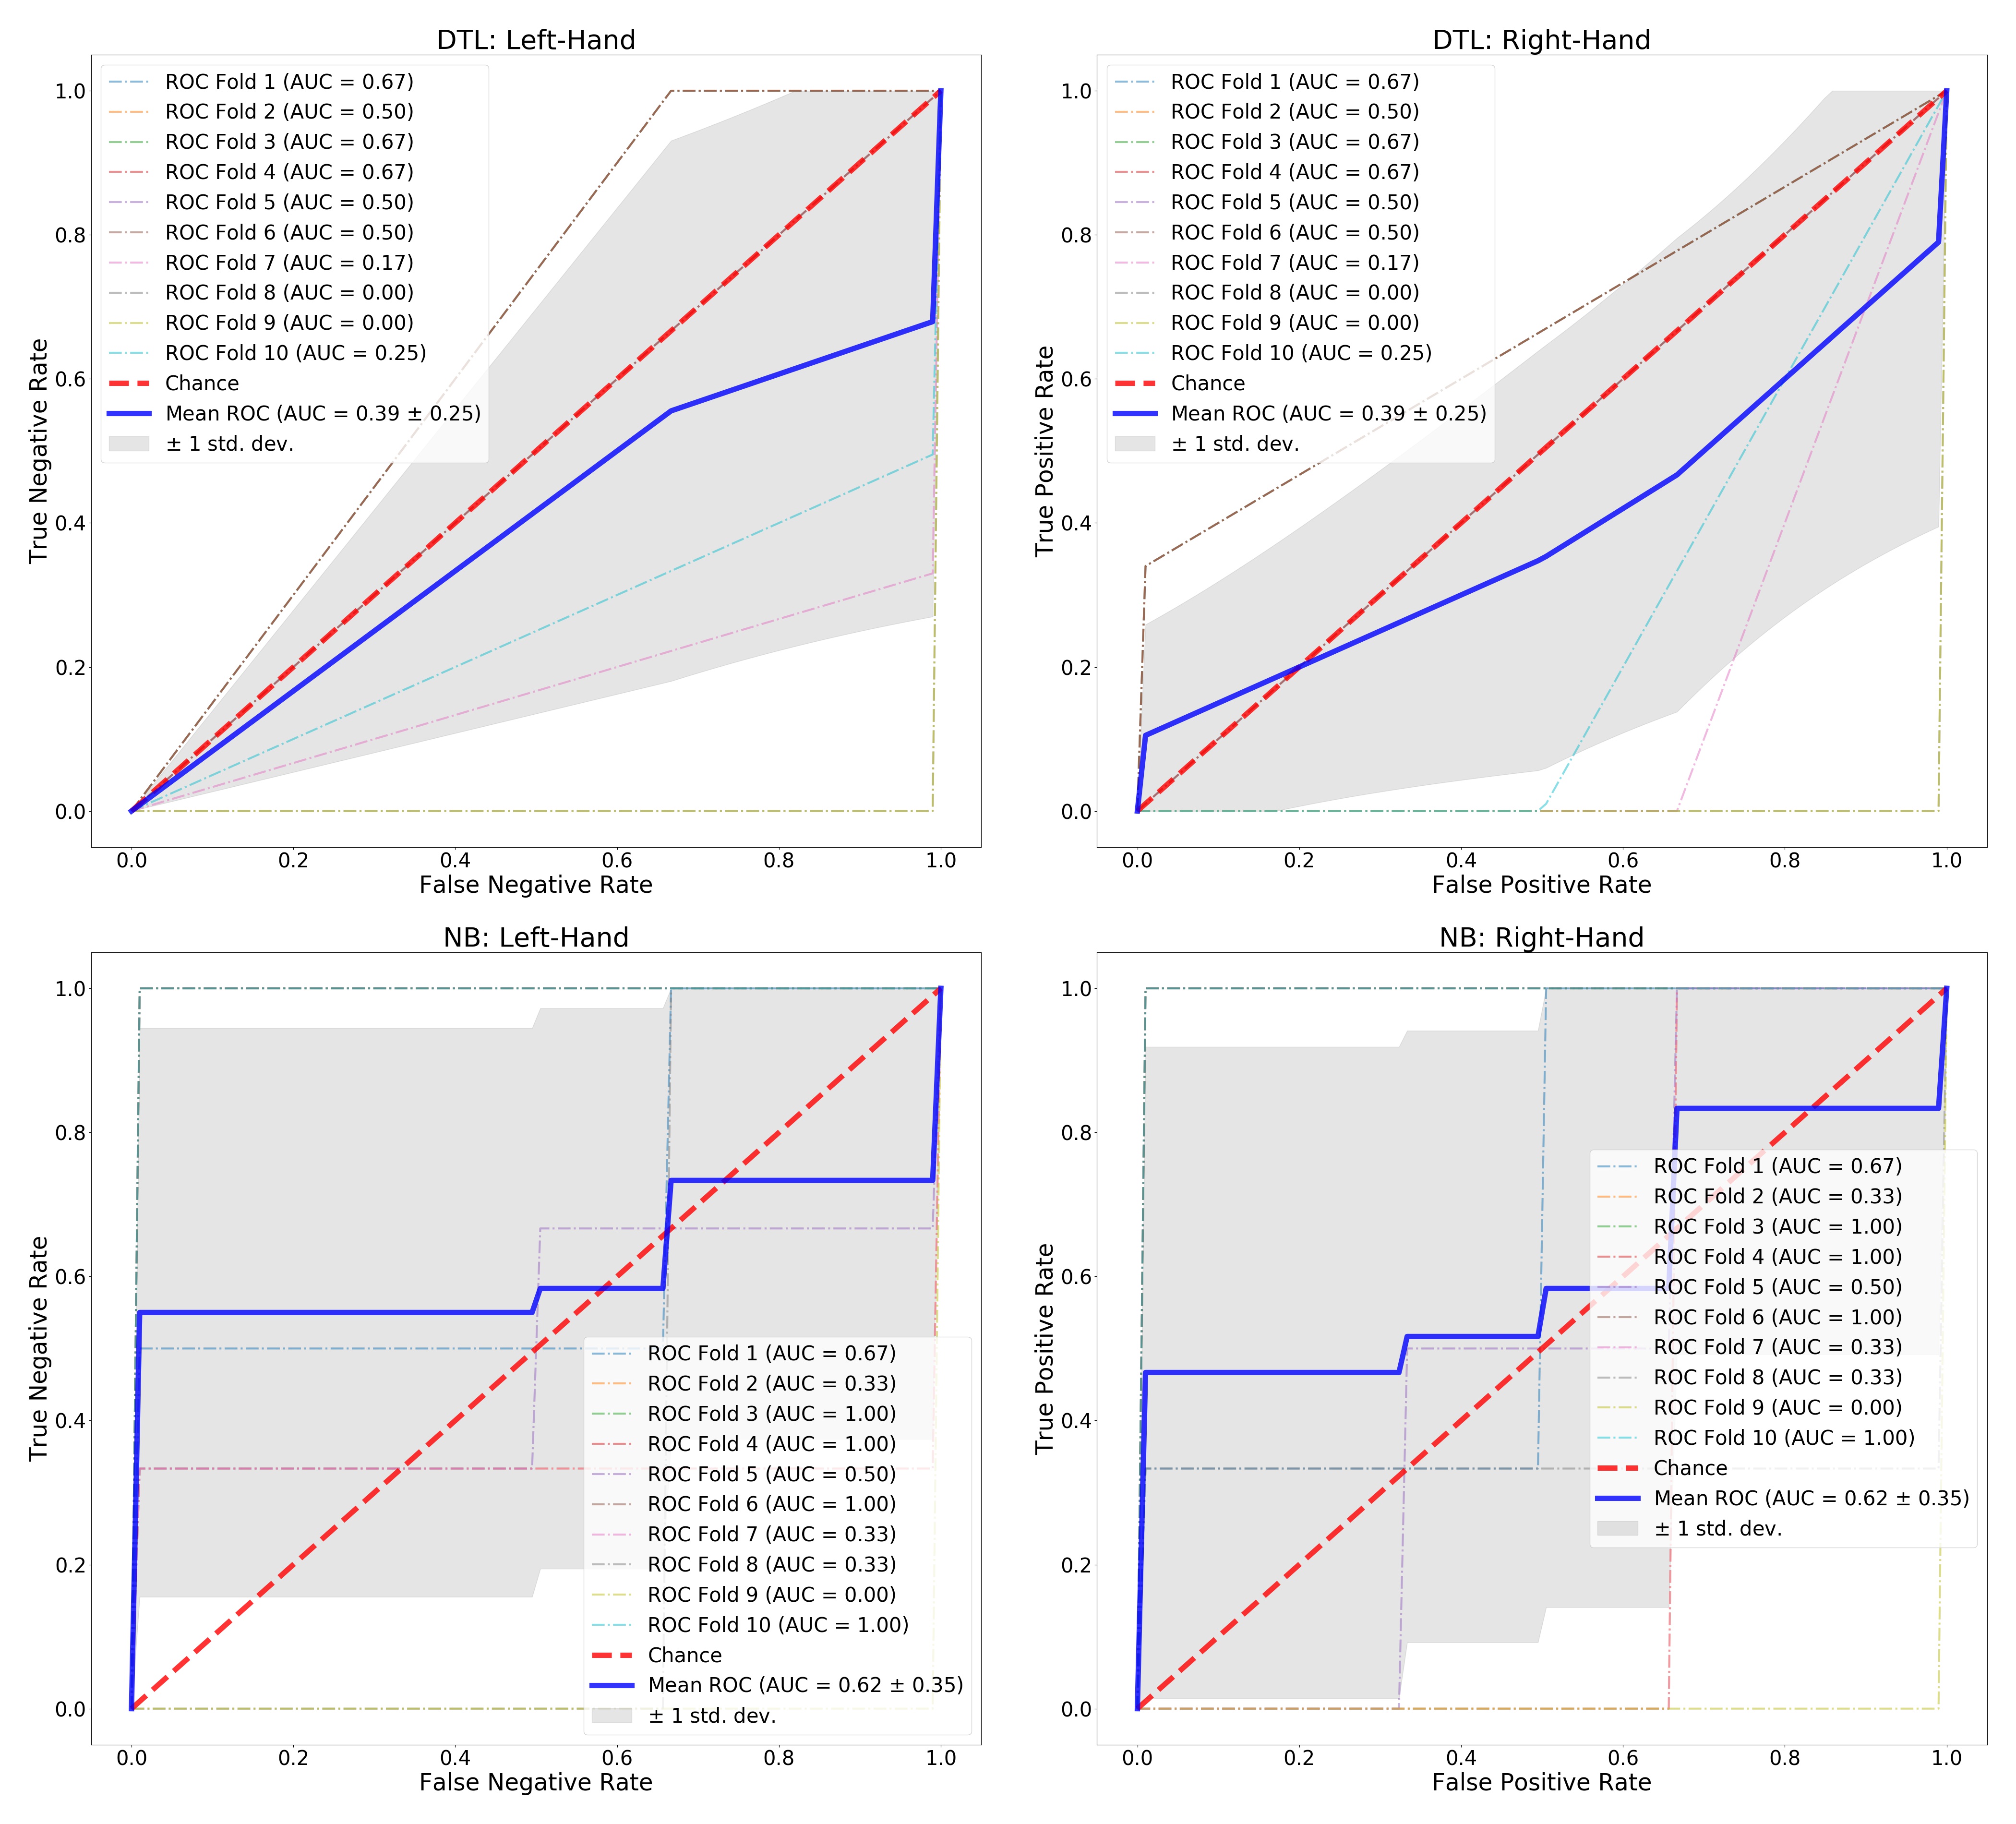 DTL: Left-Hand
1.0
0.8
0.6
0.4
0.2
0.0
True Negative Rate
ROC Fold 1 (AUC = 0.67)
ROC Fold 2 (AUC = 0.50)
ROC Fold 3 (AUC = 0.67)
ROC Fold 4 (AUC = 0.67)
ROC Fold 5 (AUC = 0.50)
ROC Fold 6 (AUC = 0.50)
ROC Fold 7 (AUC = 0.17)
ROC Fold 8 (AUC = 0.00)
ROC Fold 9 (AUC = 0.00)
ROC Fold 10 (AUC = 0.25)
Chance
Mean ROC (AUC = 0.39 ± 0.25)
± 1 std. dev.
0.0 0.2 0.4 0.6 0.8 1.0
False Negative Rate
DTL: Right-Hand
1.0
0.8
0.6
0.4
0.2
0.0
True Positive Rate
ROC Fold 1 (AUC = 0.67)
ROC Fold 2 (AUC = 0.50)
ROC Fold 3 (AUC = 0.67)
ROC Fold 4 (AUC = 0.67)
ROC Fold 5 (AUC = 0.50)
ROC Fold 6 (AUC = 0.50)
ROC Fold 7 (AUC = 0.17)
ROC Fold 8 (AUC = 0.00)
ROC Fold 9 (AUC = 0.00)
ROC Fold 10 (AUC = 0.25)
Chance
Mean ROC (AUC = 0.39 ± 0.25)
± 1 std. dev.
0.0 0.2 0.4 0.6 0.8 1.0
False Positive Rate
NB: Left-Hand
1.0
0.8
0.6
0.4
0.2
0.0
True Negative Rate
ROC Fold 1 (AUC = 0.67)
ROC Fold 2 (AUC = 0.33)
ROC Fold 3 (AUC = 1.00)
ROC Fold 4 (AUC = 1.00)
ROC Fold 5 (AUC = 0.50)
ROC Fold 6 (AUC = 1.00)
ROC Fold 7 (AUC = 0.33)
ROC Fold 8 (AUC = 0.33)
ROC Fold 9 (AUC = 0.00)
ROC Fold 10 (AUC = 1.00)
Chance
Mean ROC (AUC = 0.62 ± 0.35)
± 1 std. dev.
0.0 0.2 0.4 0.6 0.8 1.0
False Negative Rate
NB: Right-Hand
1.0
0.8
0.6
0.4
0.2
0.0
True Positive Rate
ROC Fold 1 (AUC = 0.67)
ROC Fold 2 (AUC = 0.33)
ROC Fold 3 (AUC = 1.00)
ROC Fold 4 (AUC = 1.00)
ROC Fold 5 (AUC = 0.50)
ROC Fold 6 (AUC = 1.00)
ROC Fold 7 (AUC = 0.33)
ROC Fold 8 (AUC = 0.33)
ROC Fold 9 (AUC = 0.00)
ROC Fold 10 (AUC = 1.00)
Chance
Mean ROC (AUC = 0.62 ± 0.35)
± 1 std. dev.
0.0 0.2 0.4 0.6 0.8 1.0
False Positive Rate